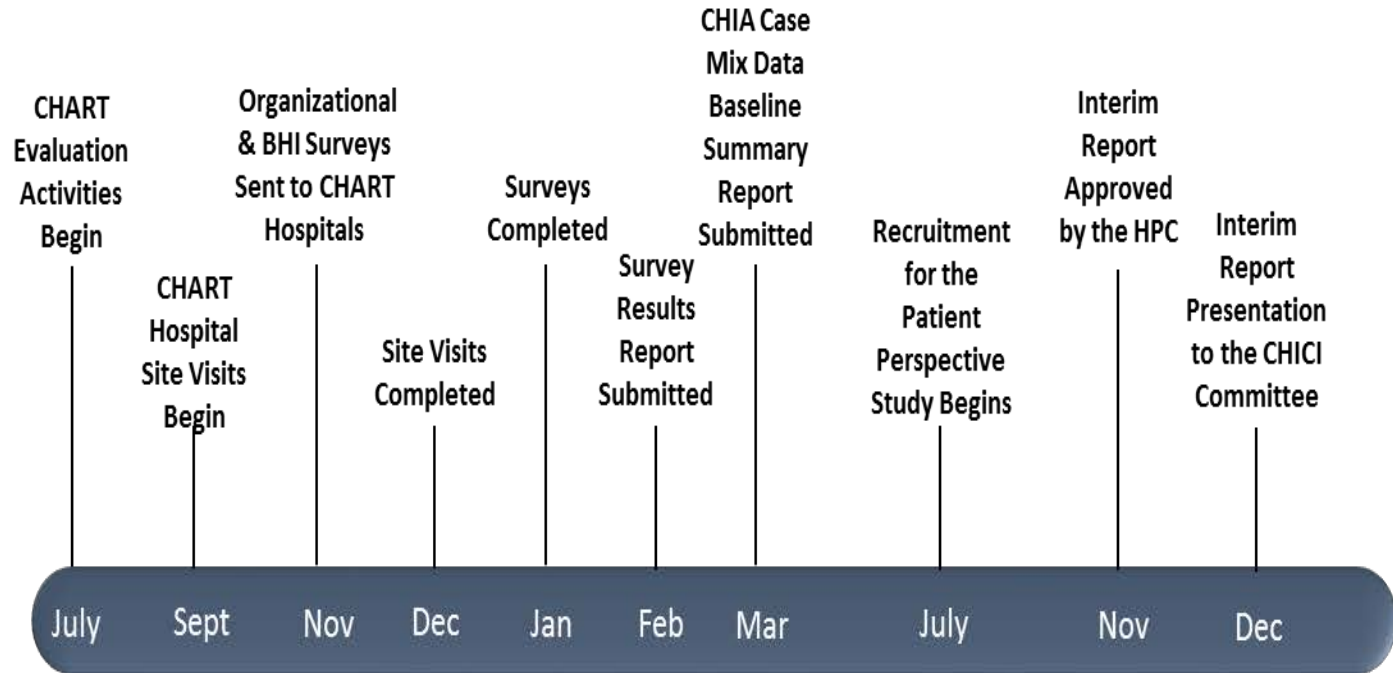 CHART
Evaluation
Activities
Begin
CHART
Hospital
Site Visits
Begin
Organizational
& BHI Surveys
Sent to CHART
Hospitals
Site Visits
Completed
Surveys
Completed
Survey
Results
Report
Submitted
CHIA Case
Mix Data
Baseline
Summary
Report
Submitted
Recruitment
for the
Patient
Perspective
Study Begins
Interim
Report
Approved
by the HPC
Interim
Report
Presentation
to the CHICI
Committee
July
Sept
Nov
Dec
Jan
Feb
Mar
July
Nov
Dec